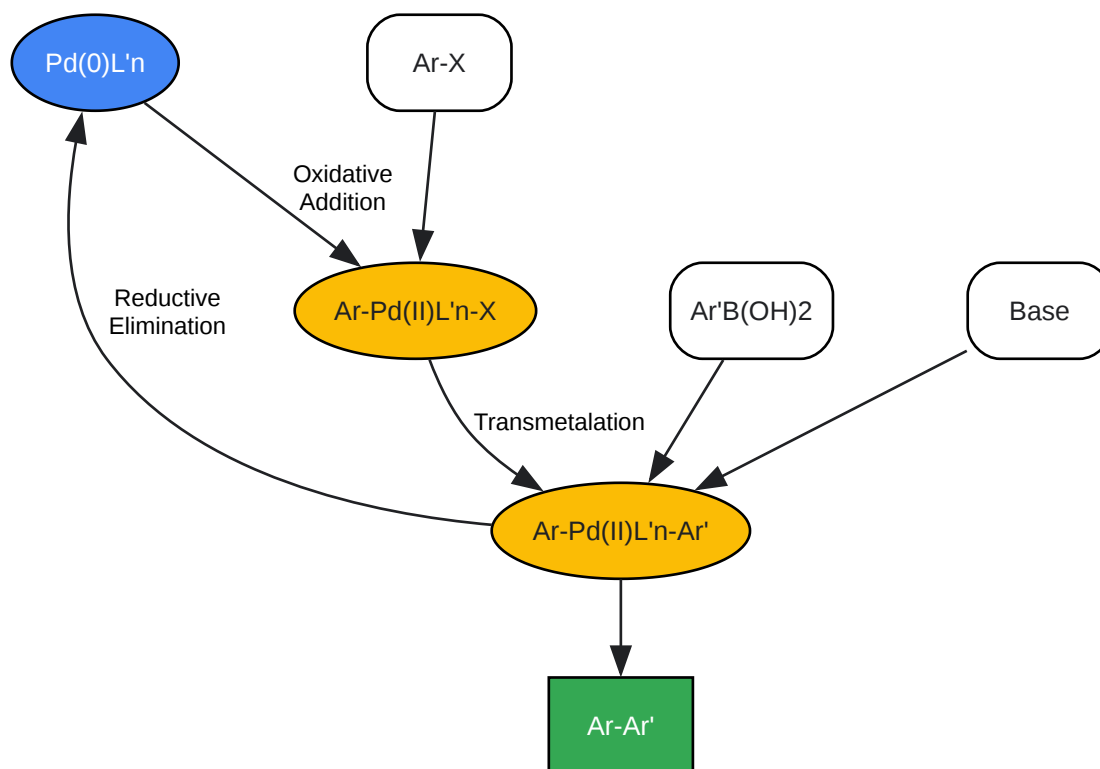 Pd(0)L'n
Ar-X
Oxidative
Addition
Reductive
Elimination
Ar-Pd(II)L'n-X
Ar'B(OH)2
Base
Transmetalation
Ar-Pd(II)L'n-Ar'
Ar-Ar'